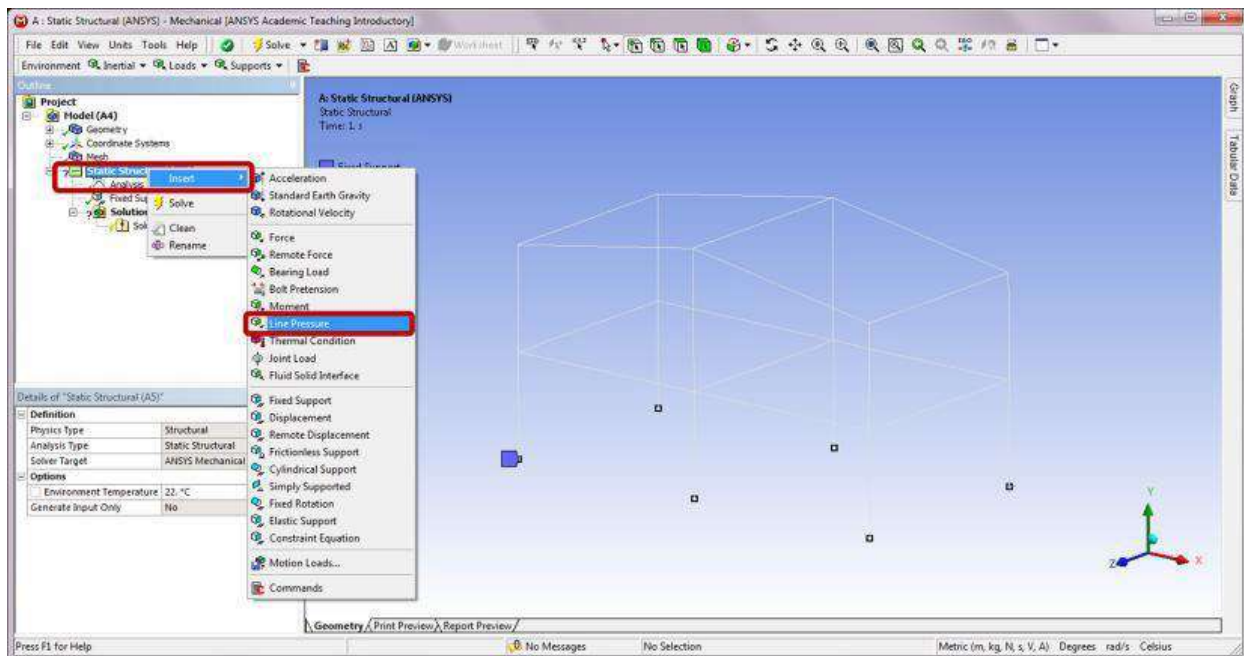 A : Static Structural (ANSYS) - Mechanical [ANSYS Academic Teaching Introductory]
File Edit View Units Tools Help Solve Worksheet
Environment Inertial Loads Supports
Outline
Project
Model (A4)
Geometry
Coordinate Systems
Mesh
Static Struc
Analysis
Fixed Su
Solution
Sol
Insert
Solve
Clean
Rename
Acceleration
Standard Earth Gravity
Rotational Velocity
Force
Remote Force
Bearing Load
Bolt Pretension
Moment
Line Pressure
Thermal Condition
Joint Load
Fluid Solid Interface
Fixed Support
Displacement
Remote Displacement
Frictionless Support
Cylindrical Support
Simply Supported
Fixed Rotation
Elastic Support
Constraint Equation
Motion Loads...
Commands
A: Static Structural (ANSYS)
Static Structural
Time: 1. s
Fixed Support
Graph
Tabular Data
Y
Z
X
Details of "Static Structural (A5)"
Definition
Physics Type Structural
Analysis Type Static Structural
Solver Target ANSYS Mechanical
Options
Environment Temperature 22. °C
Generate Input Only No
Geometry Print Preview Report Preview
Press F1 for Help No Messages No Selection Metric (m, kg, N, s, V, A) Degrees rad/s Celsius